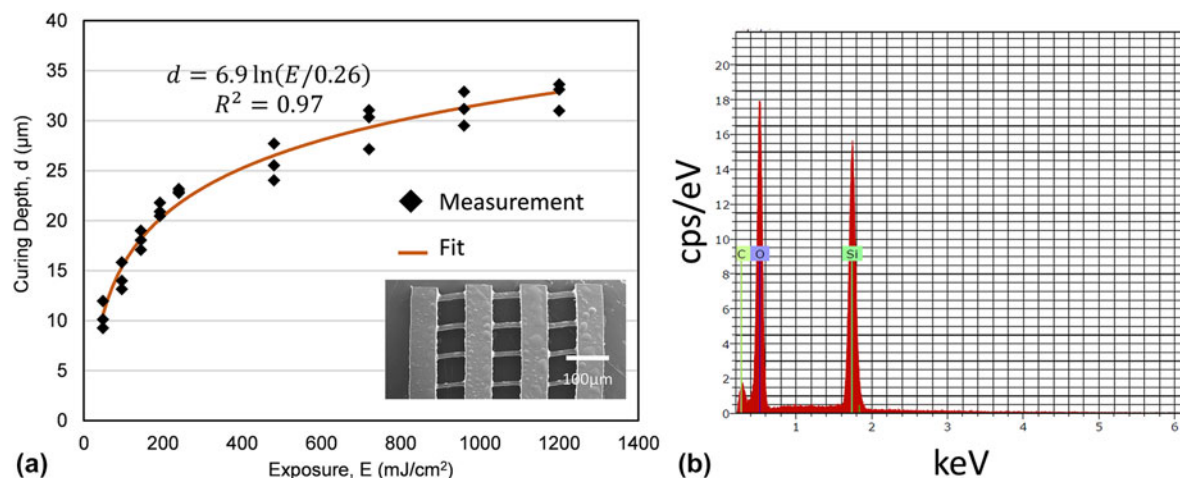 40
35
30
25
20
15
10
5
0
Curing Depth, d (μm)
d = 6.9 ln(E/0.26)
R² = 0.97
Measurement
Fit
100μm
0 200 400 600 800 1000 1200 1400
(a) Exposure, E (mJ/cm²)
cps/eV
20
18
16
14
12
10
C O Si
8
6
4
2
0
1 2 3 4 5 6
(b) keV